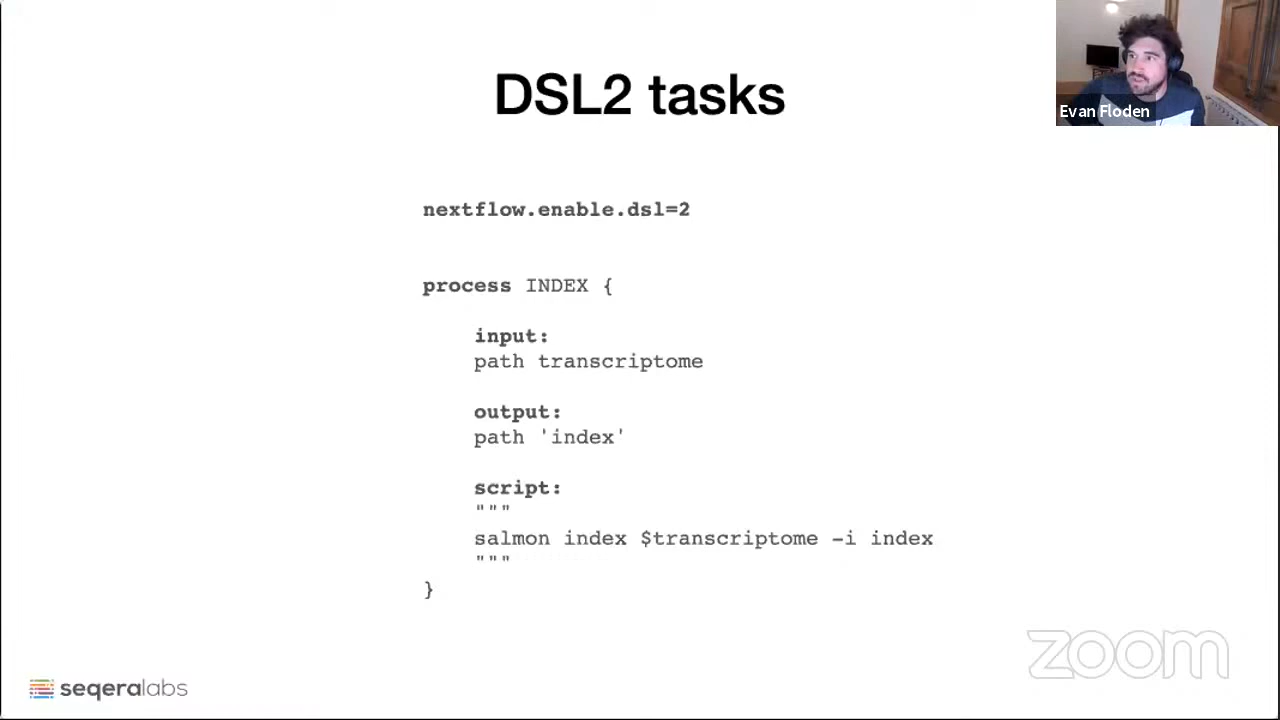 DSL2 tasks
Evan Floden
nextflow.enable.dsl=2
process INDEX {
input:
path transcriptome
output:
path 'index'
script:
"""
salmon index $transcriptome -i index
"""
}
zoom
seqeralabs